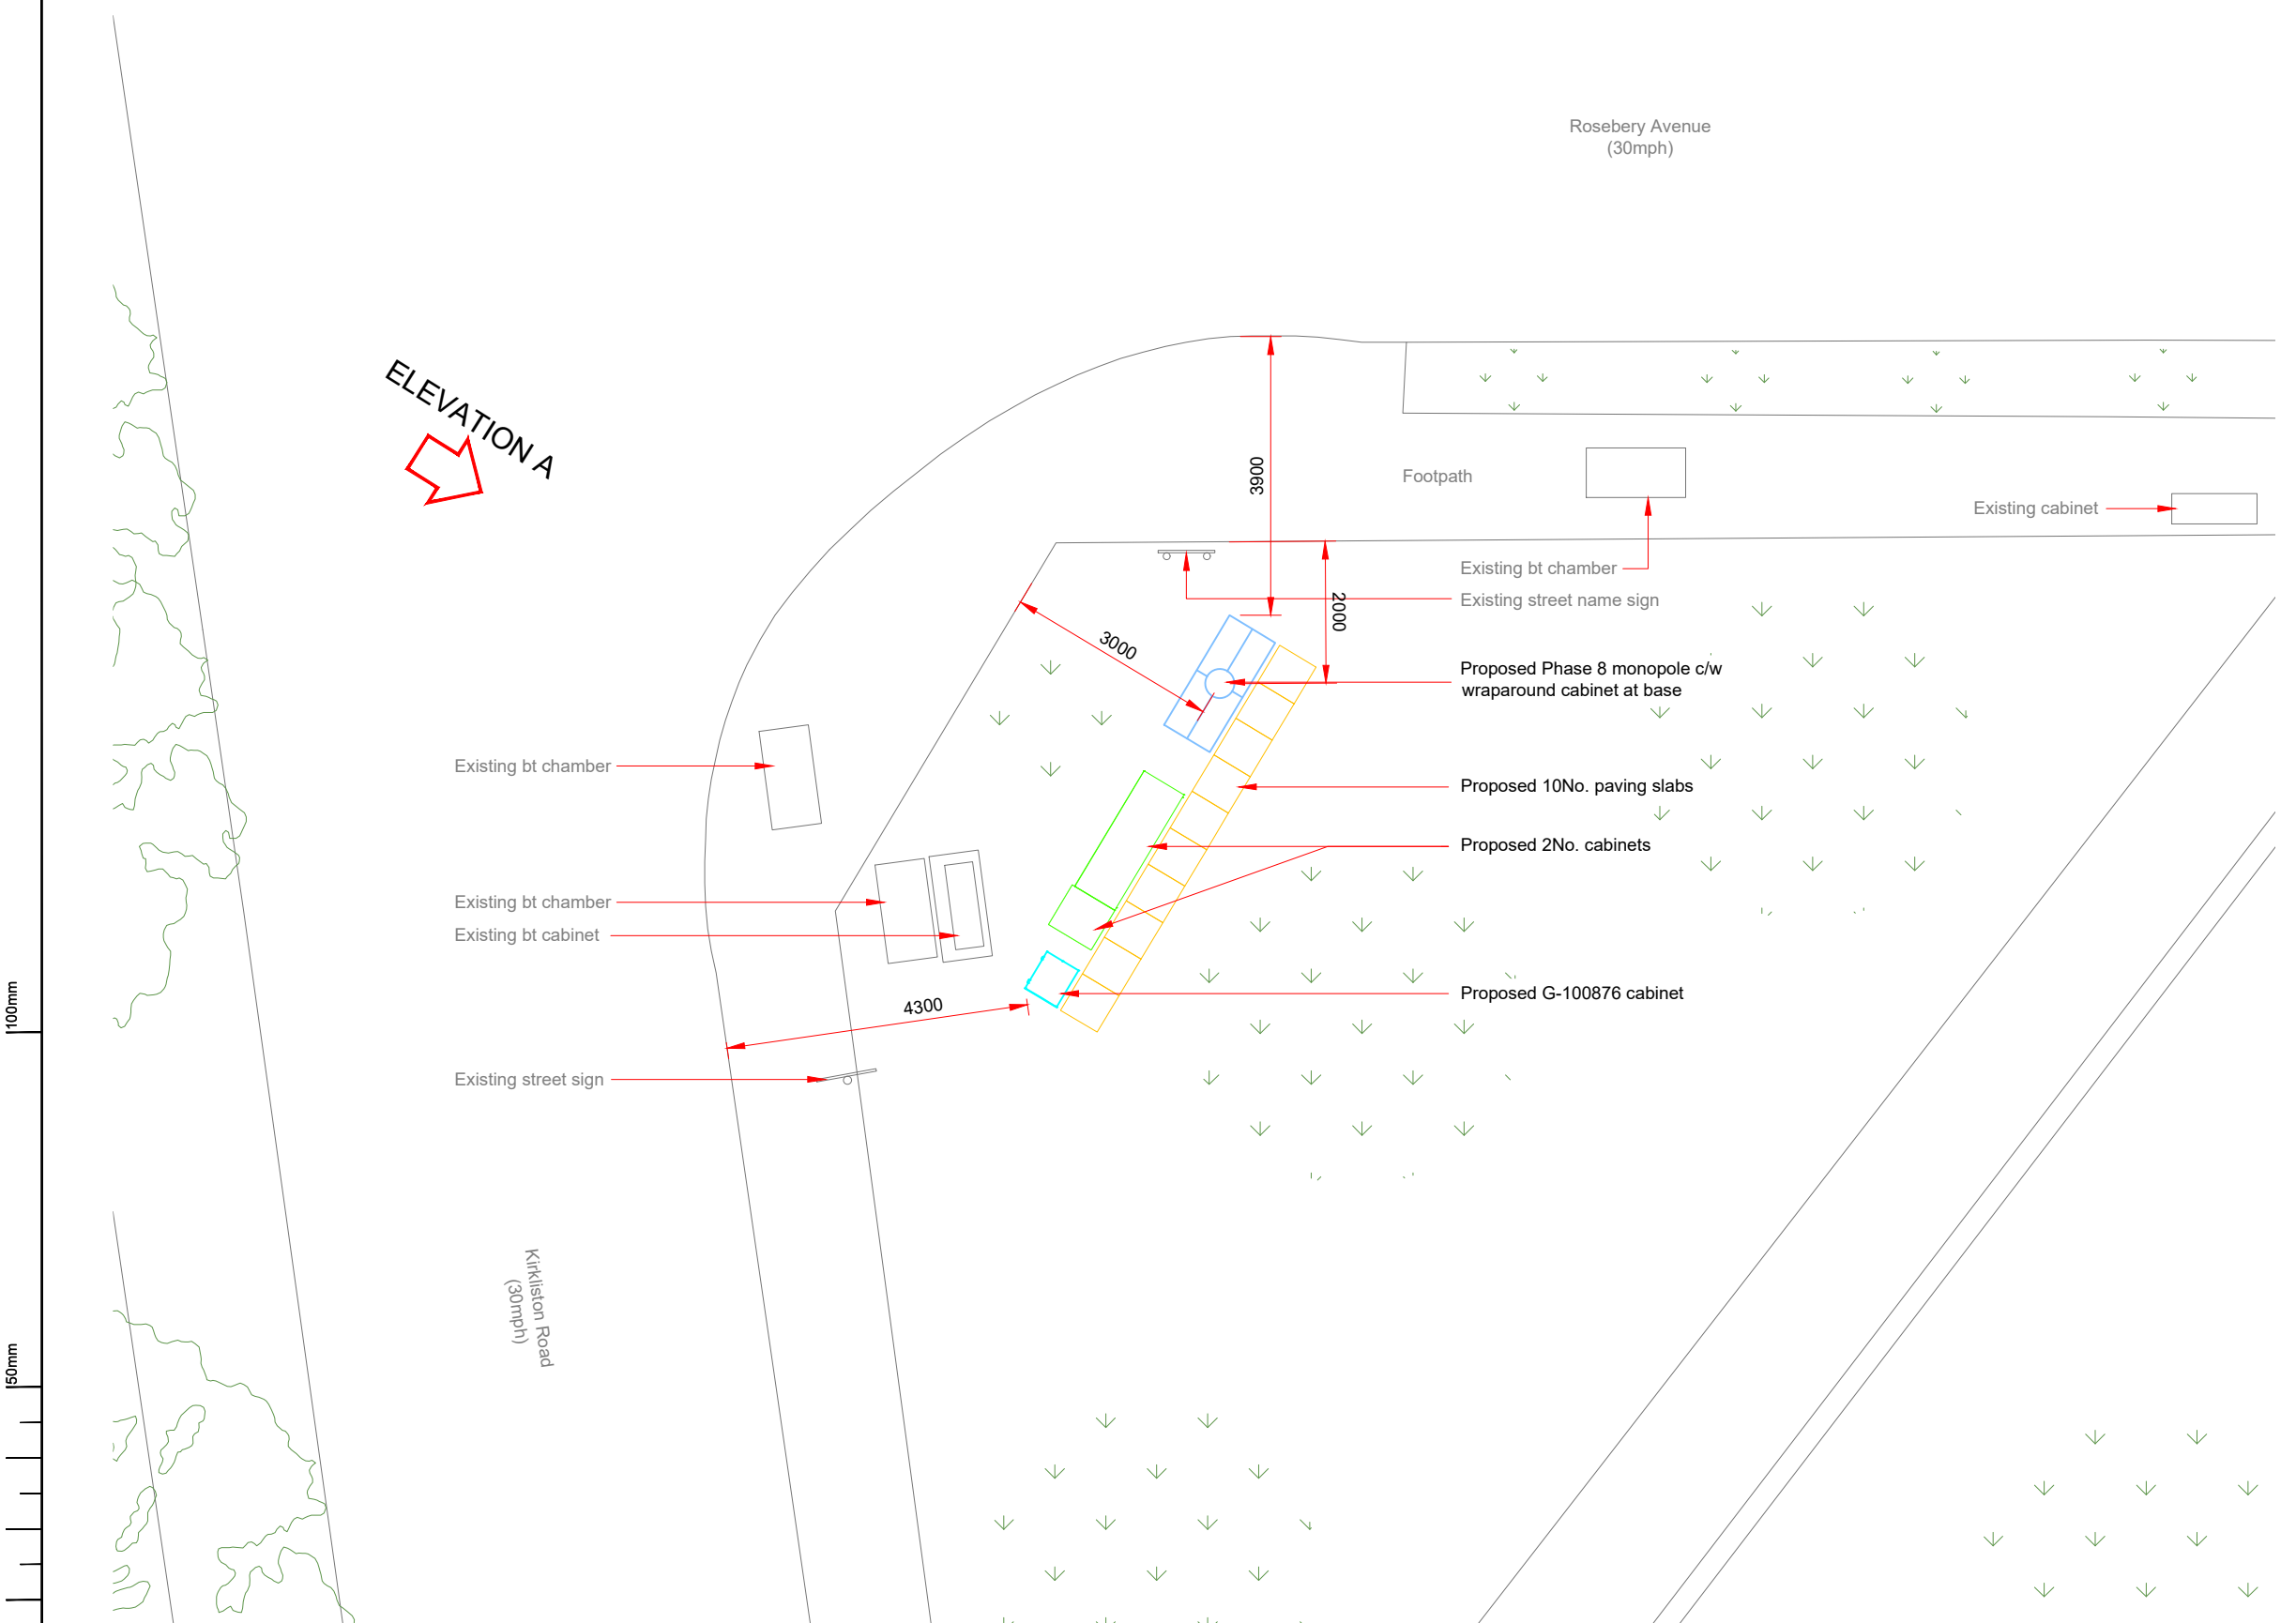 Rosebery Avenue
(30mph)
ELEVATION A
3900
Footpath
Existing cabinet
Existing bt chamber
Existing street name sign
2000
3000
Proposed Phase 8 monopole c/w
wraparound cabinet at base
Existing bt chamber
Proposed 10No. paving slabs
Proposed 2No. cabinets
Existing bt chamber
Existing bt cabinet
Proposed G-100876 cabinet
4300
100mm
Existing street sign
Kirkliston Road
(30mph)
50mm